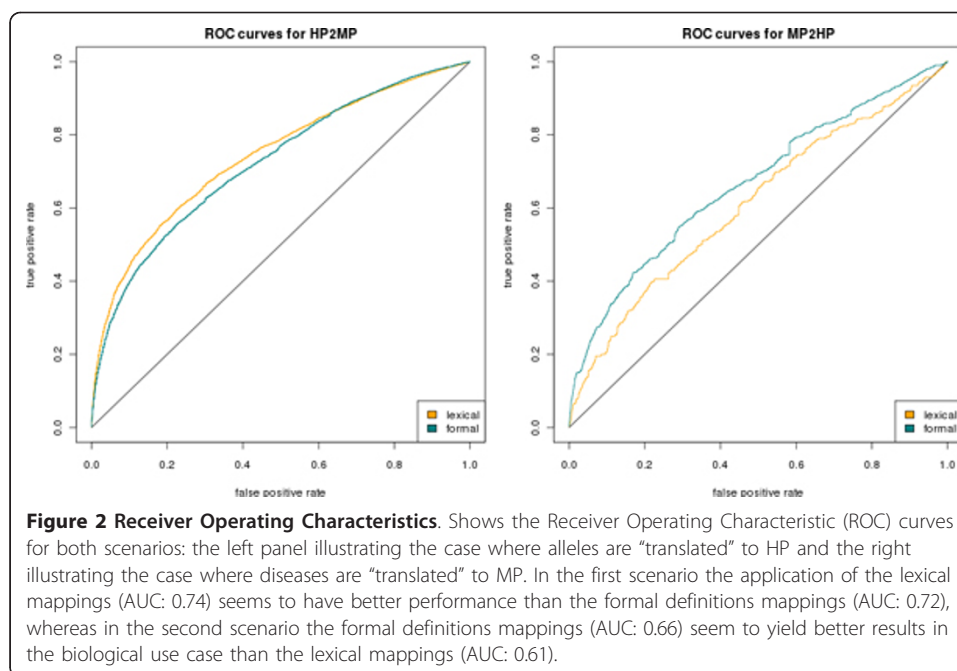 ROC curves for HP2MP
true positive rate
1.0
0.8
0.6
0.4
0.2
0.0
lexical
formal
0.0 0.2 0.4 0.6 0.8 1.0
false positive rate
ROC curves for MP2HP
true positive rate
1.0
0.8
0.6
0.4
0.2
0.0
lexical
formal
0.0 0.2 0.4 0.6 0.8 1.0
false positive rate
Figure 2 Receiver Operating Characteristics. Shows the Receiver Operating Characteristic (ROC) curves
for both scenarios: the left panel illustrating the case where alleles are “translated” to HP and the right
illustrating the case where diseases are “translated” to MP. In the first scenario the application of the lexical
mappings (AUC: 0.74) seems to have better performance than the formal definitions mappings (AUC: 0.72),
whereas in the second scenario the formal definitions mappings (AUC: 0.66) seem to yield better results in
the biological use case than the lexical mappings (AUC: 0.61).